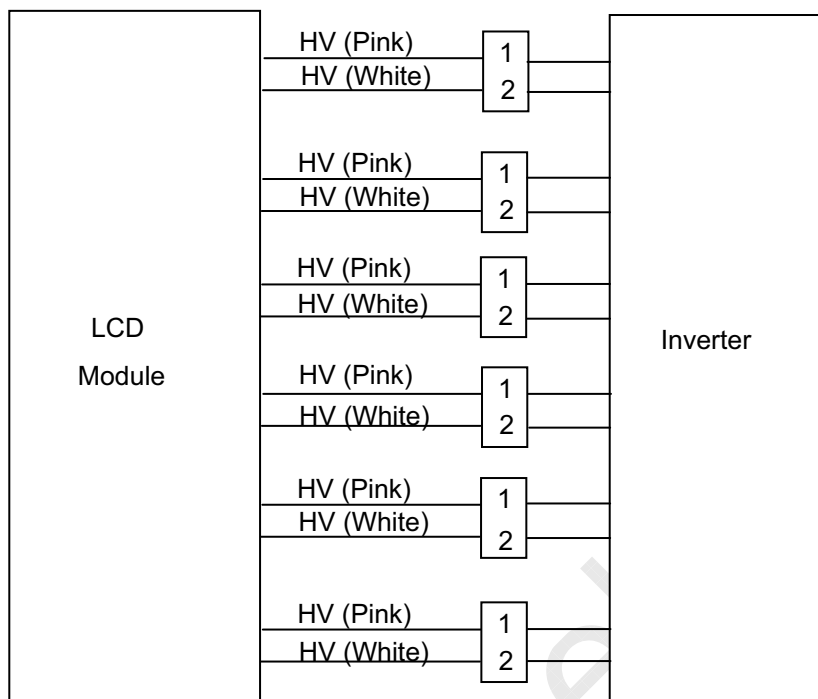 HV (Pink)
1
HV (White)
2
HV (Pink)
1
HV (White)
2
HV (Pink)
1
HV (White)
2
LCD
Module
Inverter
HV (Pink)
1
HV (White)
2
HV (Pink)
1
HV (White)
2
HV (Pink)
1
HV (White)
2